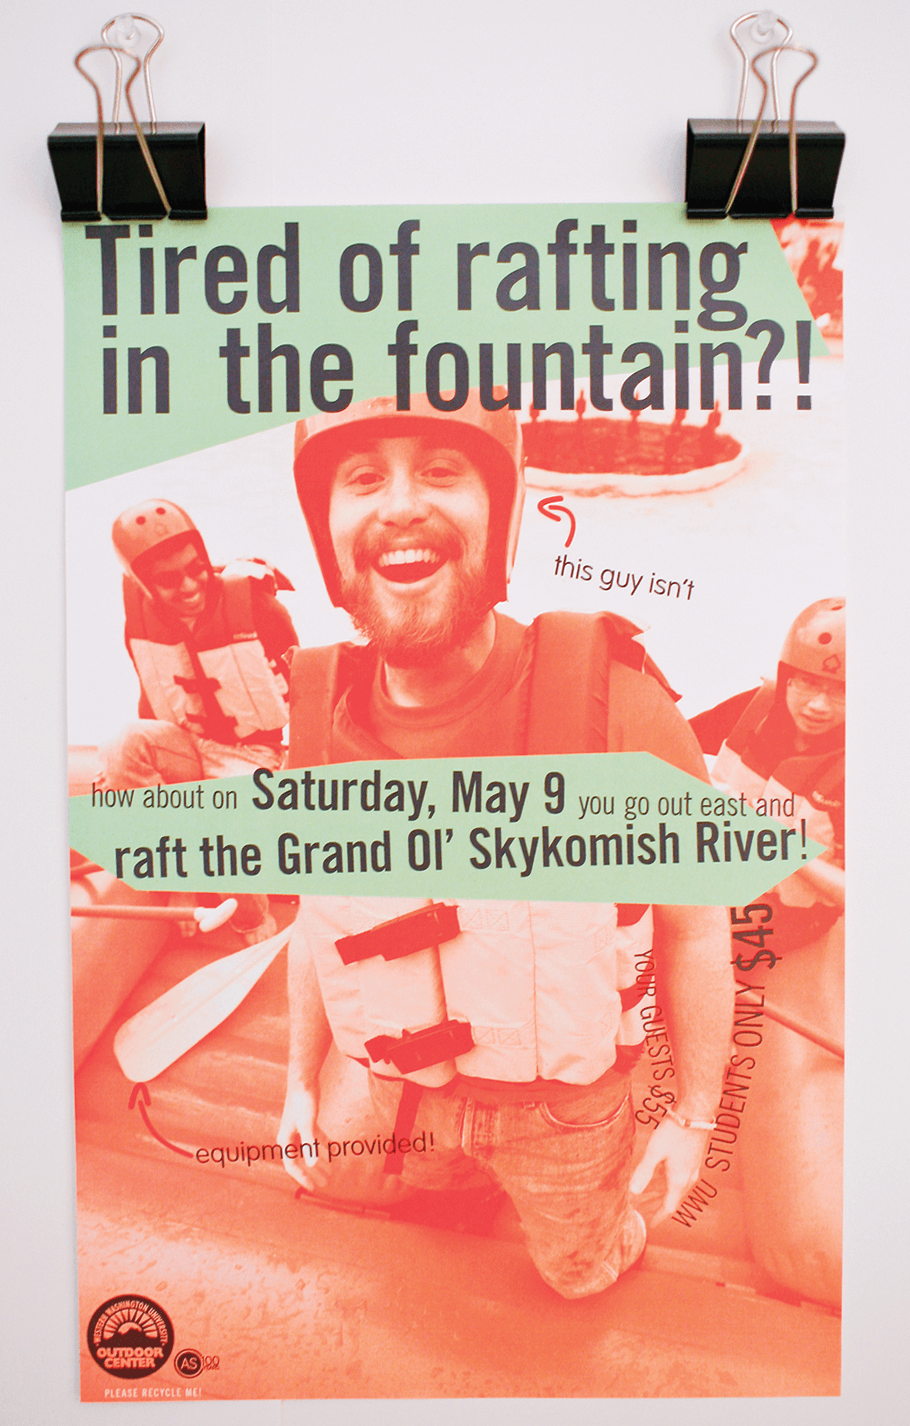 Tired of rafting
in the fountain?!
this guy isn't
how about on Saturday, May 9 you go out east and
raft the Grand Ol' Skykomish River!
YOUR GUESTS $55
WWU STUDENTS ONLY $45
equipment provided!
WESTERN WASHINGTON UNIVERSITY
OUTDOOR
CENTER
AS 100
PLEASE RECYCLE ME!